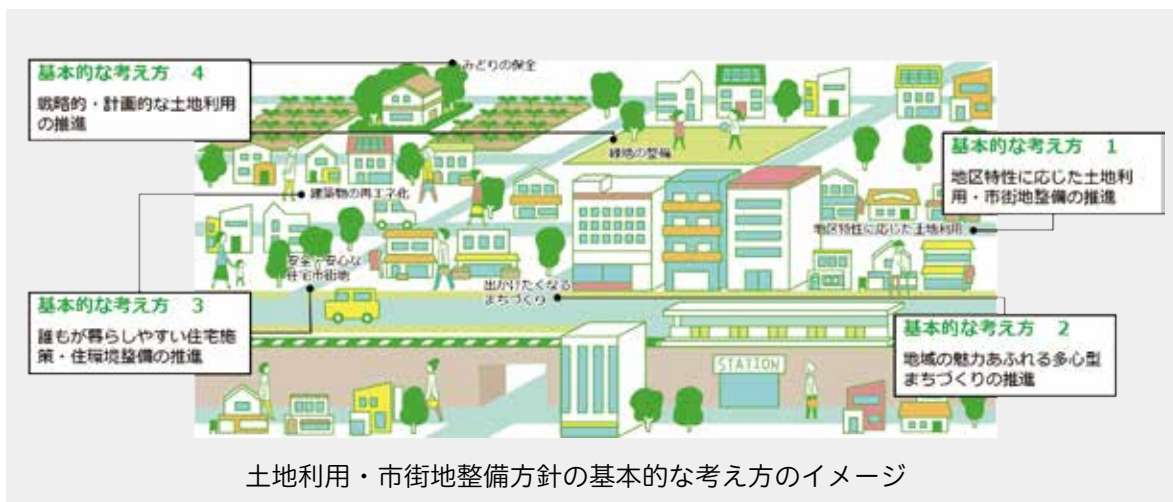 みどりの保全
基本的な考え方 4
戦略的・計画的な土地利用
の推進
緑地の整備
基本的な考え方 1
地区特性に応じた土地利
用・市街地整備の推進
建築物の再エネ化
地区特性に応じた土地利用
安全・安心な
住宅市街地
出かけたくなる
まちづくり
基本的な考え方 3
誰もが暮らしやすい住宅施
策・住環境整備の推進
基本的な考え方 2
地域の魅力あふれる多心型
まちづくりの推進
STATION
土地利用・市街地整備方針の基本的な考え方のイメージ